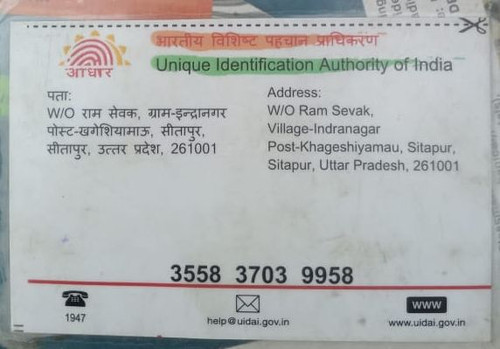 भारतीय विशिष्ट पहचान प्राधिकरण
Unique Identification Authority of India
आधार
पता:
W/O राम सेवक, ग्राम-इन्द्रानगर
पोस्ट-खगेशियामाऊ, सीतापुर,
सीतापुर, उत्तर प्रदेश, 261001
Address:
W/O Ram Sevak,
Village-Indranagar
Post-Khageshiyamau, Sitapur,
Sitapur, Uttar Pradesh, 261001
3558 3703 9958
1947
help@uidai.gov.in
www
www.uidai.gov.in